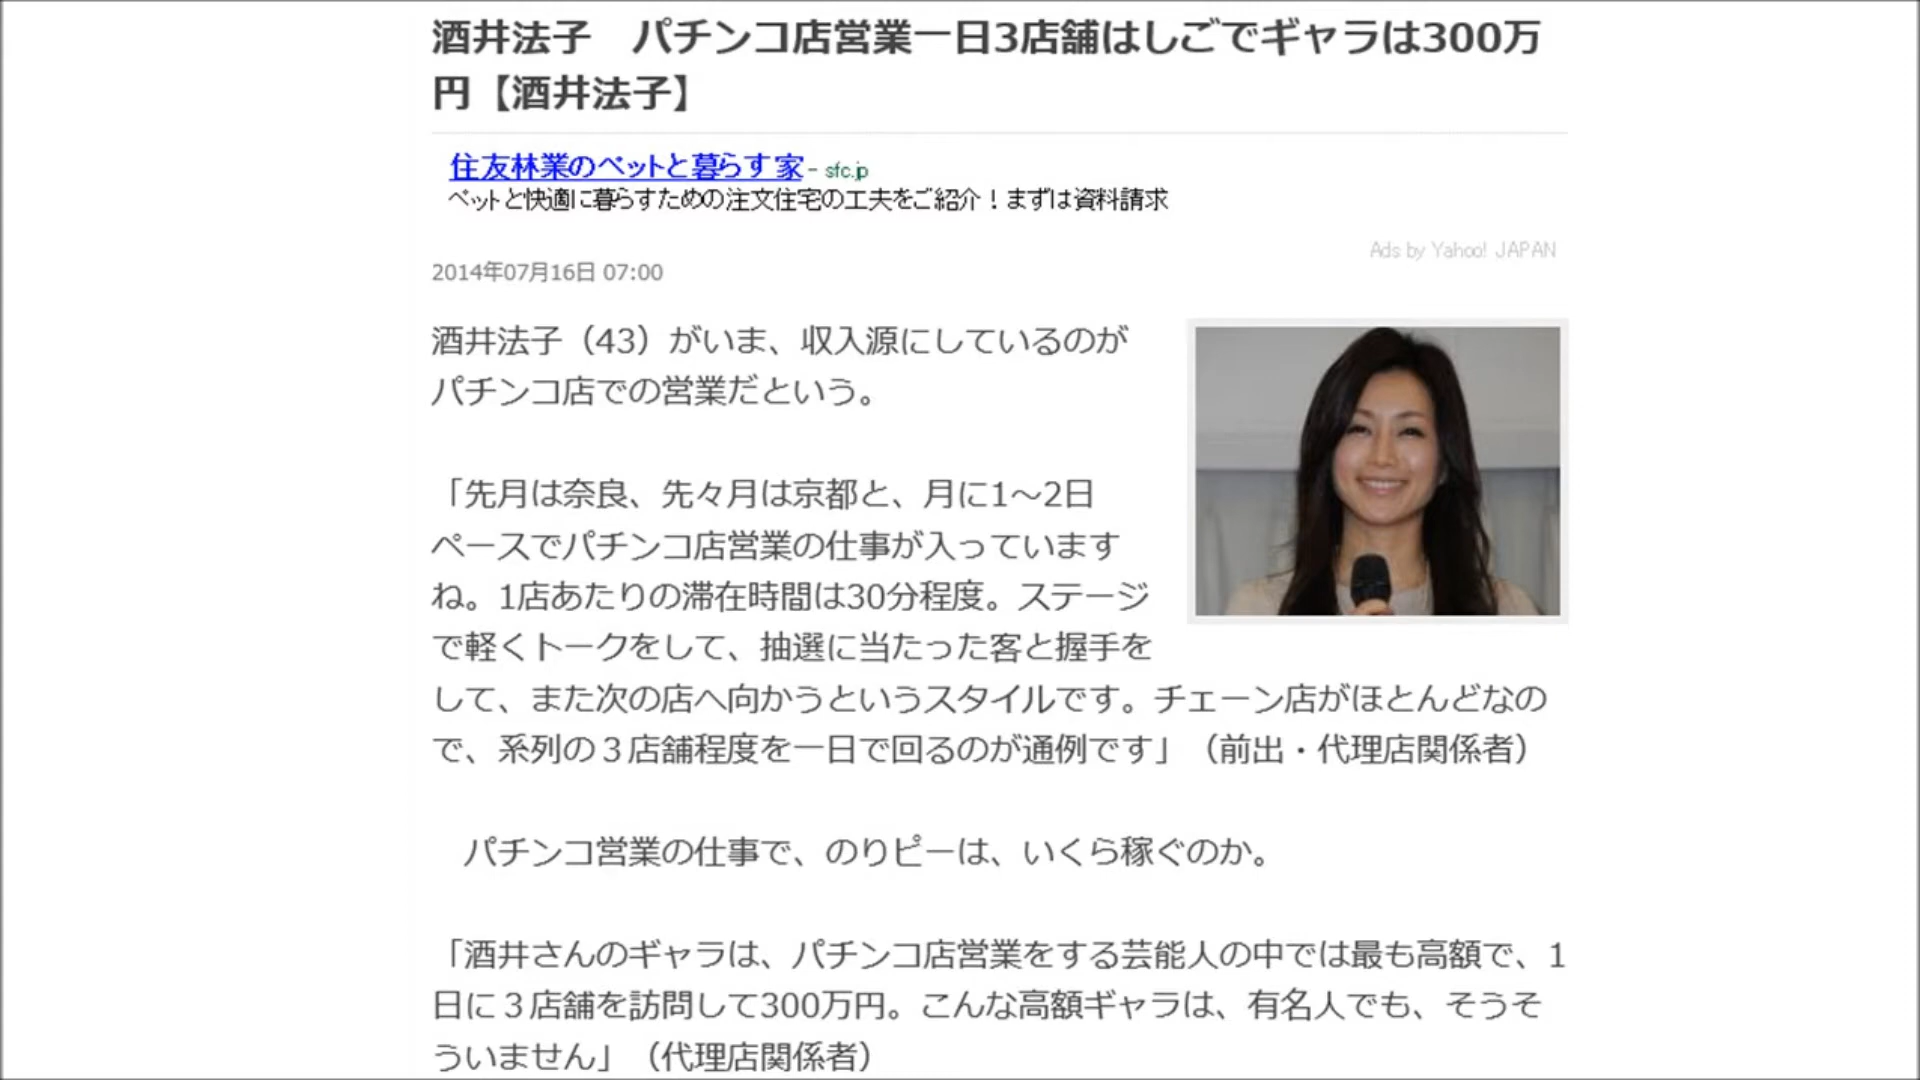 酒井法子　パチンコ店営業一日3店舗はしごでギャラは300万
円【酒井法子】
住友林業のペットと暮らす家 - sfc.jp
ペットと快適に暮らすための注文住宅の工夫をご紹介！まずは資料請求
Ads by Yahoo! JAPAN
2014年07月16日 07:00
酒井法子（43）がいま、収入源にしているのが
パチンコ店での営業だという。
「先月は奈良、先々月は京都と、月に1～2日
ペースでパチンコ店営業の仕事が入っています
ね。1店あたりの滞在時間は30分程度。ステージ
で軽くトークをして、抽選に当たった客と握手を
して、また次の店へ向かうというスタイルです。チェーン店がほとんどなの
で、系列の３店舗程度を一日で回るのが通例です」（前出・代理店関係者）
　パチンコ営業の仕事で、のりピーは、いくら稼ぐのか。
「酒井さんのギャラは、パチンコ店営業をする芸能人の中では最も高額で、1
日に３店舗を訪問して300万円。こんな高額ギャラは、有名人でも、そうそ
ういません」（代理店関係者）